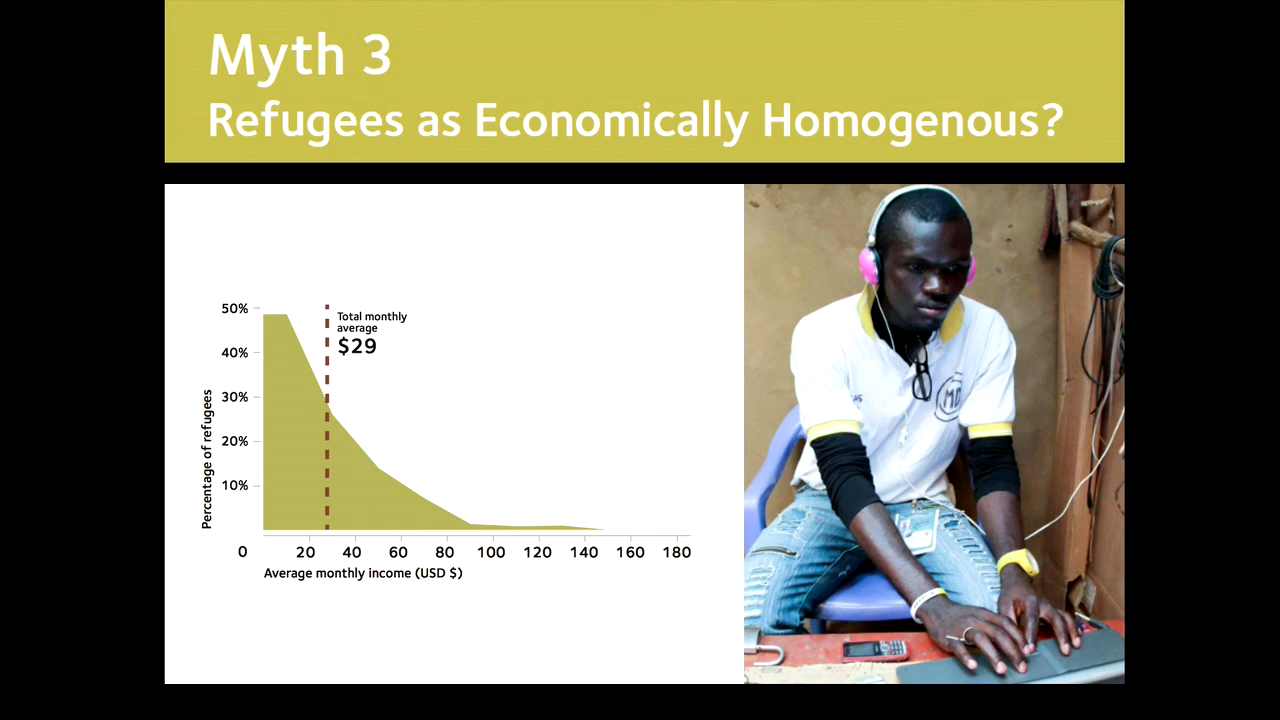 Myth 3
Refugees as Economically Homogenous?
50%
40%
30%
20%
10%
0
Percentage of refugees
Total monthly
average
$29
20 40 60 80 100 120 140 160 180
Average monthly income (USD $)
MD